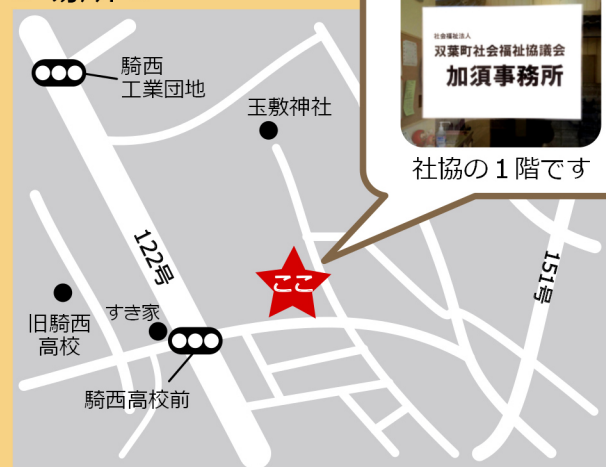 社会福祉法人
双葉町社会福祉協議会
加須事務所
社協の1階です
騎西
工業団地
玉敷神社
122号
151号
ここ
旧騎西
高校
すき家
騎西高校前